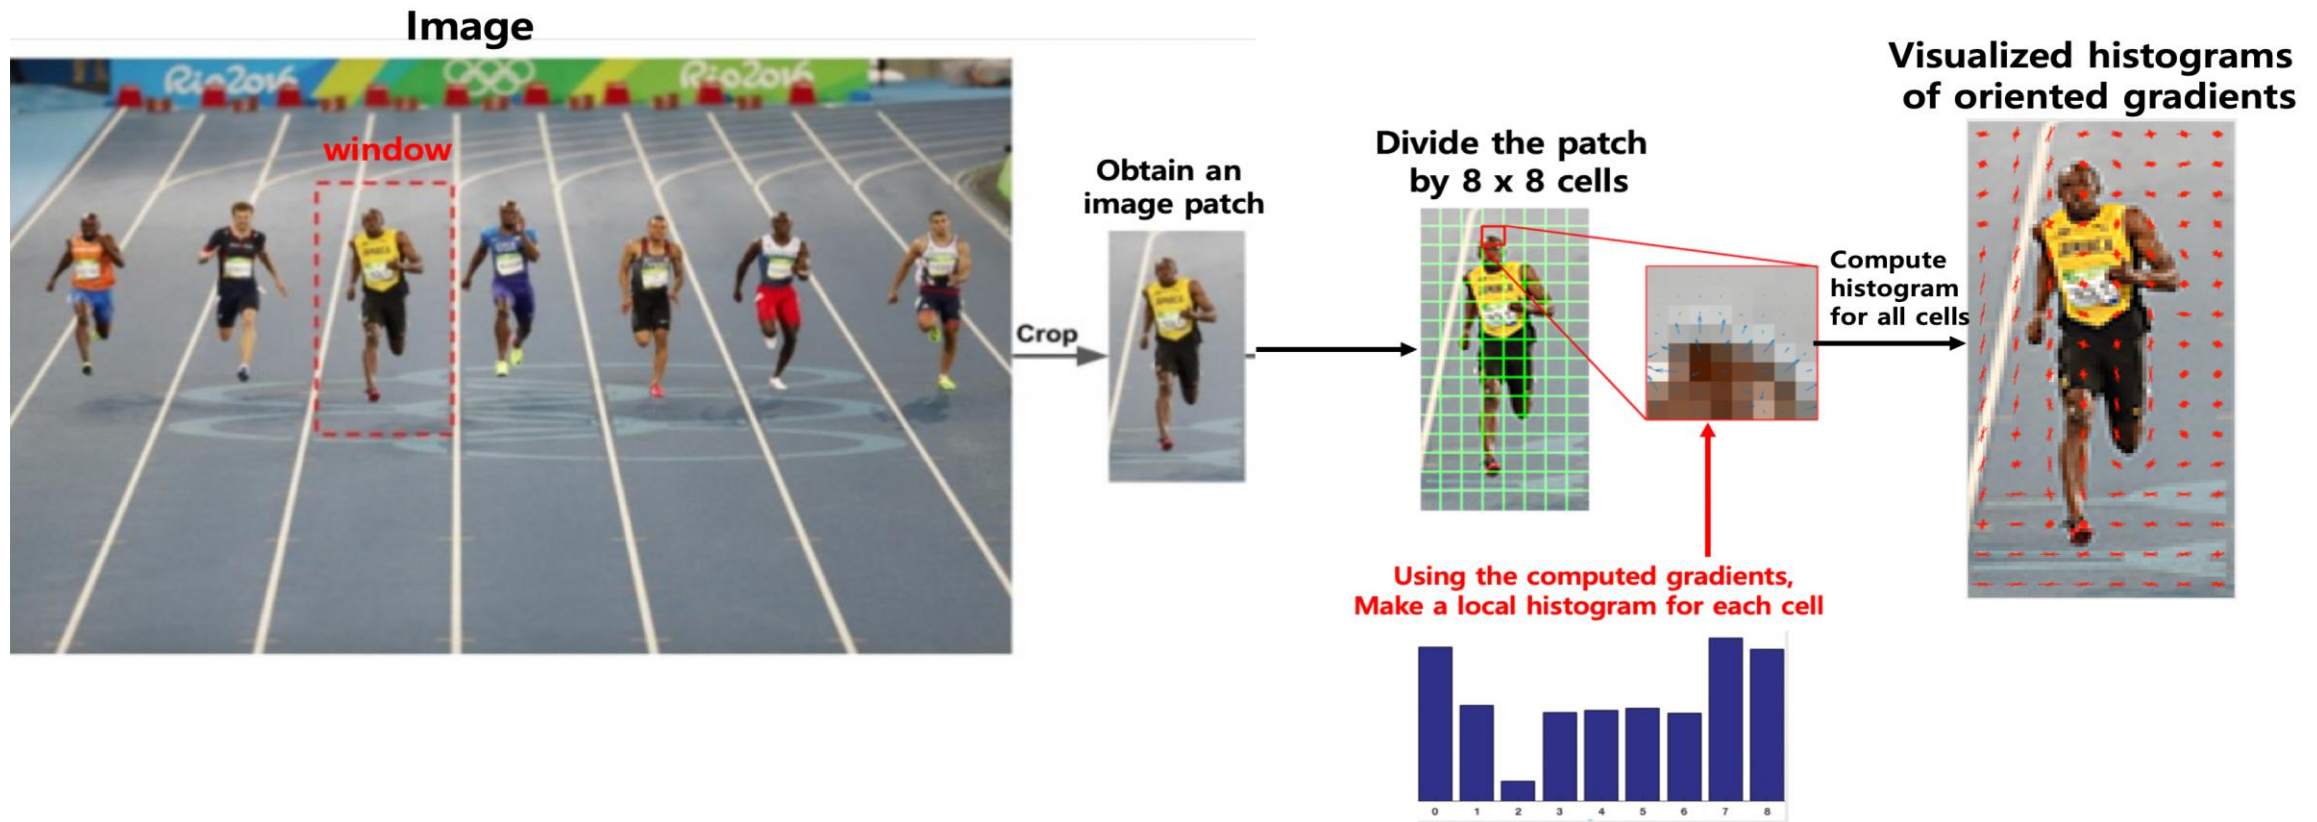 Image
Rio2016
Rio2016
window
Crop
Obtain an
image patch
Divide the patch
by 8 x 8 cells
Compute
histogram
for all cells
Visualized histograms
of oriented gradients
Using the computed gradients,
Make a local histogram for each cell
0 1 2 3 4 5 6 7 8